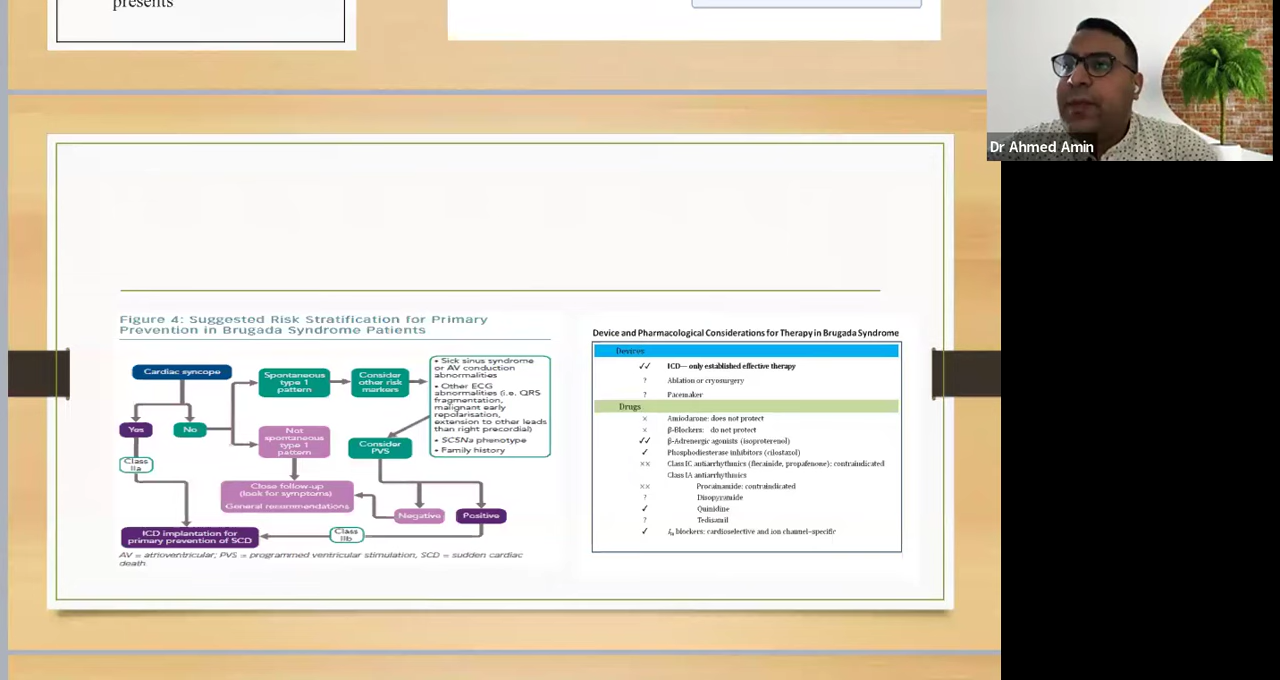 presents
Dr Ahmed Amin
Figure 4: Suggested Risk Stratification for Primary
Prevention in Brugada Syndrome Patients
Cardiac syncope
Yes
No
Class
IIa
Spontaneous
type 1
pattern
Consider
other risk
markers
• Sick sinus syndrome
or AV conduction
abnormalities
• Other ECG
abnormalities (i.e. QRS
fragmentation,
malignant early
repolarisation,
extension to other leads
than right precordial)
• SCSNa phenotype
• Family history
Not
spontaneous
type 1
pattern
Consider
PVS
Close follow-up
(look for symptoms)
General recommendations
Negative
Positive
ICD implantation for
primary prevention of SCD
Class
IIb
AV = atrioventricular; PVS = programmed ventricular stimulation, SCD = sudden cardiac
death.
Device and Pharmacological Considerations for Therapy in Brugada Syndrome
Devices
✓✓ ICD— only established effective therapy
? Ablation or cryosurgery
? Pacemaker
Drugs
× Amiodarone: does not protect
× β-Blockers: do not protect
✓✓ β-Adrenergic agonists (isoproterenol)
✓ Phosphodiesterase inhibitors (cilostazol)
×× Class IC antiarrhythmics (flecainide, propafenone): contraindicated
Class IA antiarrhythmics
×× Procainamide: contraindicated
? Disopyramide
✓ Quinidine
? Tedisamil
✓ blockers: cardioselective and ion channel–specific